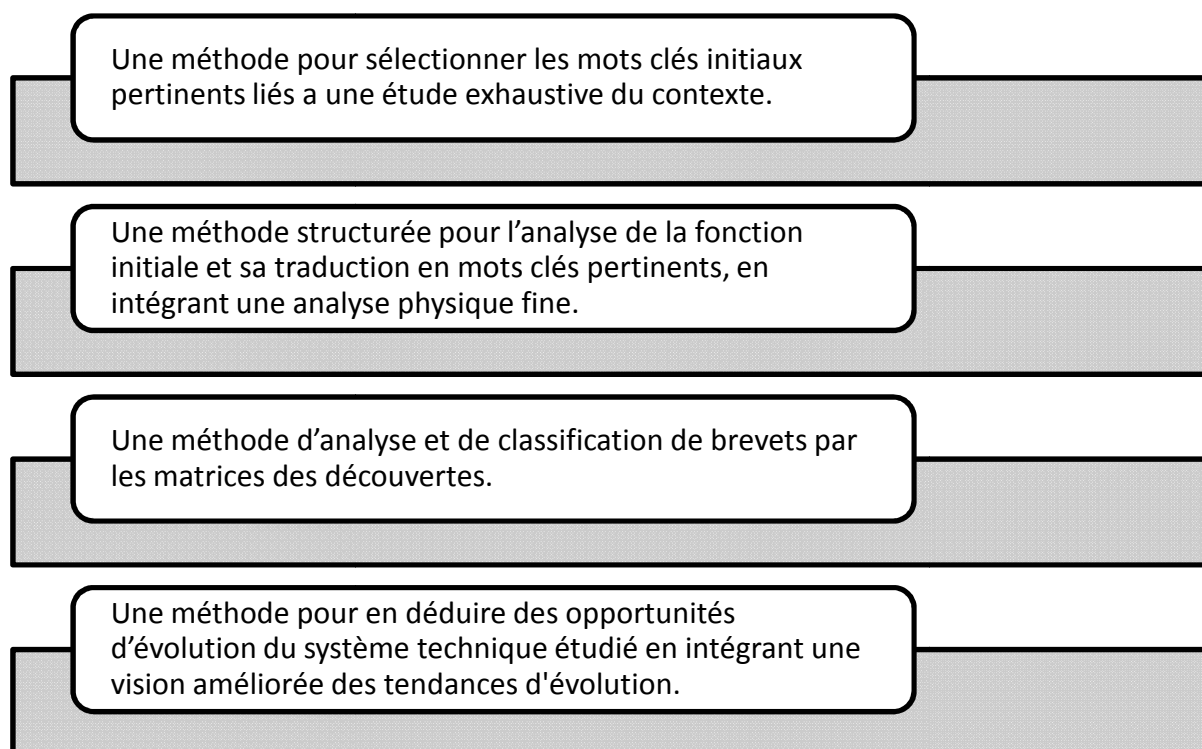 Une méthode pour sélectionner les mots clés initiaux
pertinents liés a une étude exhaustive du contexte.
Une méthode structurée pour l’analyse de la fonction
initiale et sa traduction en mots clés pertinents, en
intégrant une analyse physique fine.
Une méthode d’analyse et de classification de brevets par
les matrices des découvertes.
Une méthode pour en déduire des opportunités
d’évolution du système technique étudié en intégrant une
vision améliorée des tendances d'évolution.